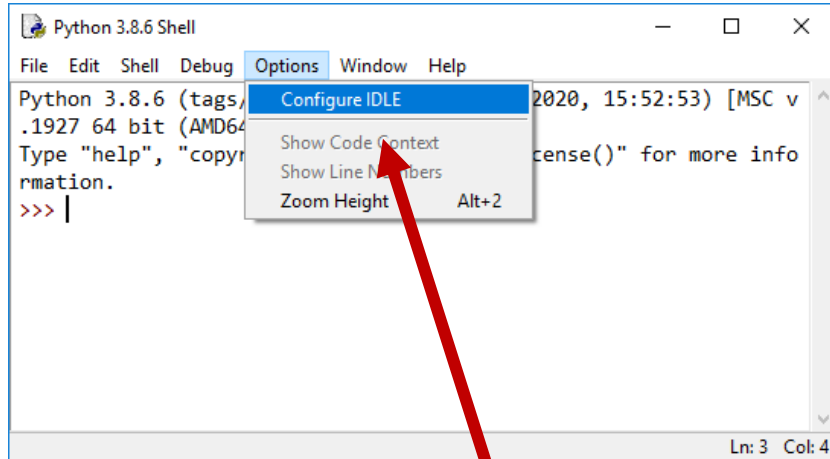 Python 3.8.6 Shell
File Edit Shell Debug Options Window Help
Python 3.8.6 (tags/ 2020, 15:52:53) [MSC v
.1927 64 bit (AMD64
Type "help", "copyr cense()" for more info
rmation.
>>>
Configure IDLE
Show Code Context
Show Line Numbers
Zoom Height Alt+2
Ln: 3 Col: 4